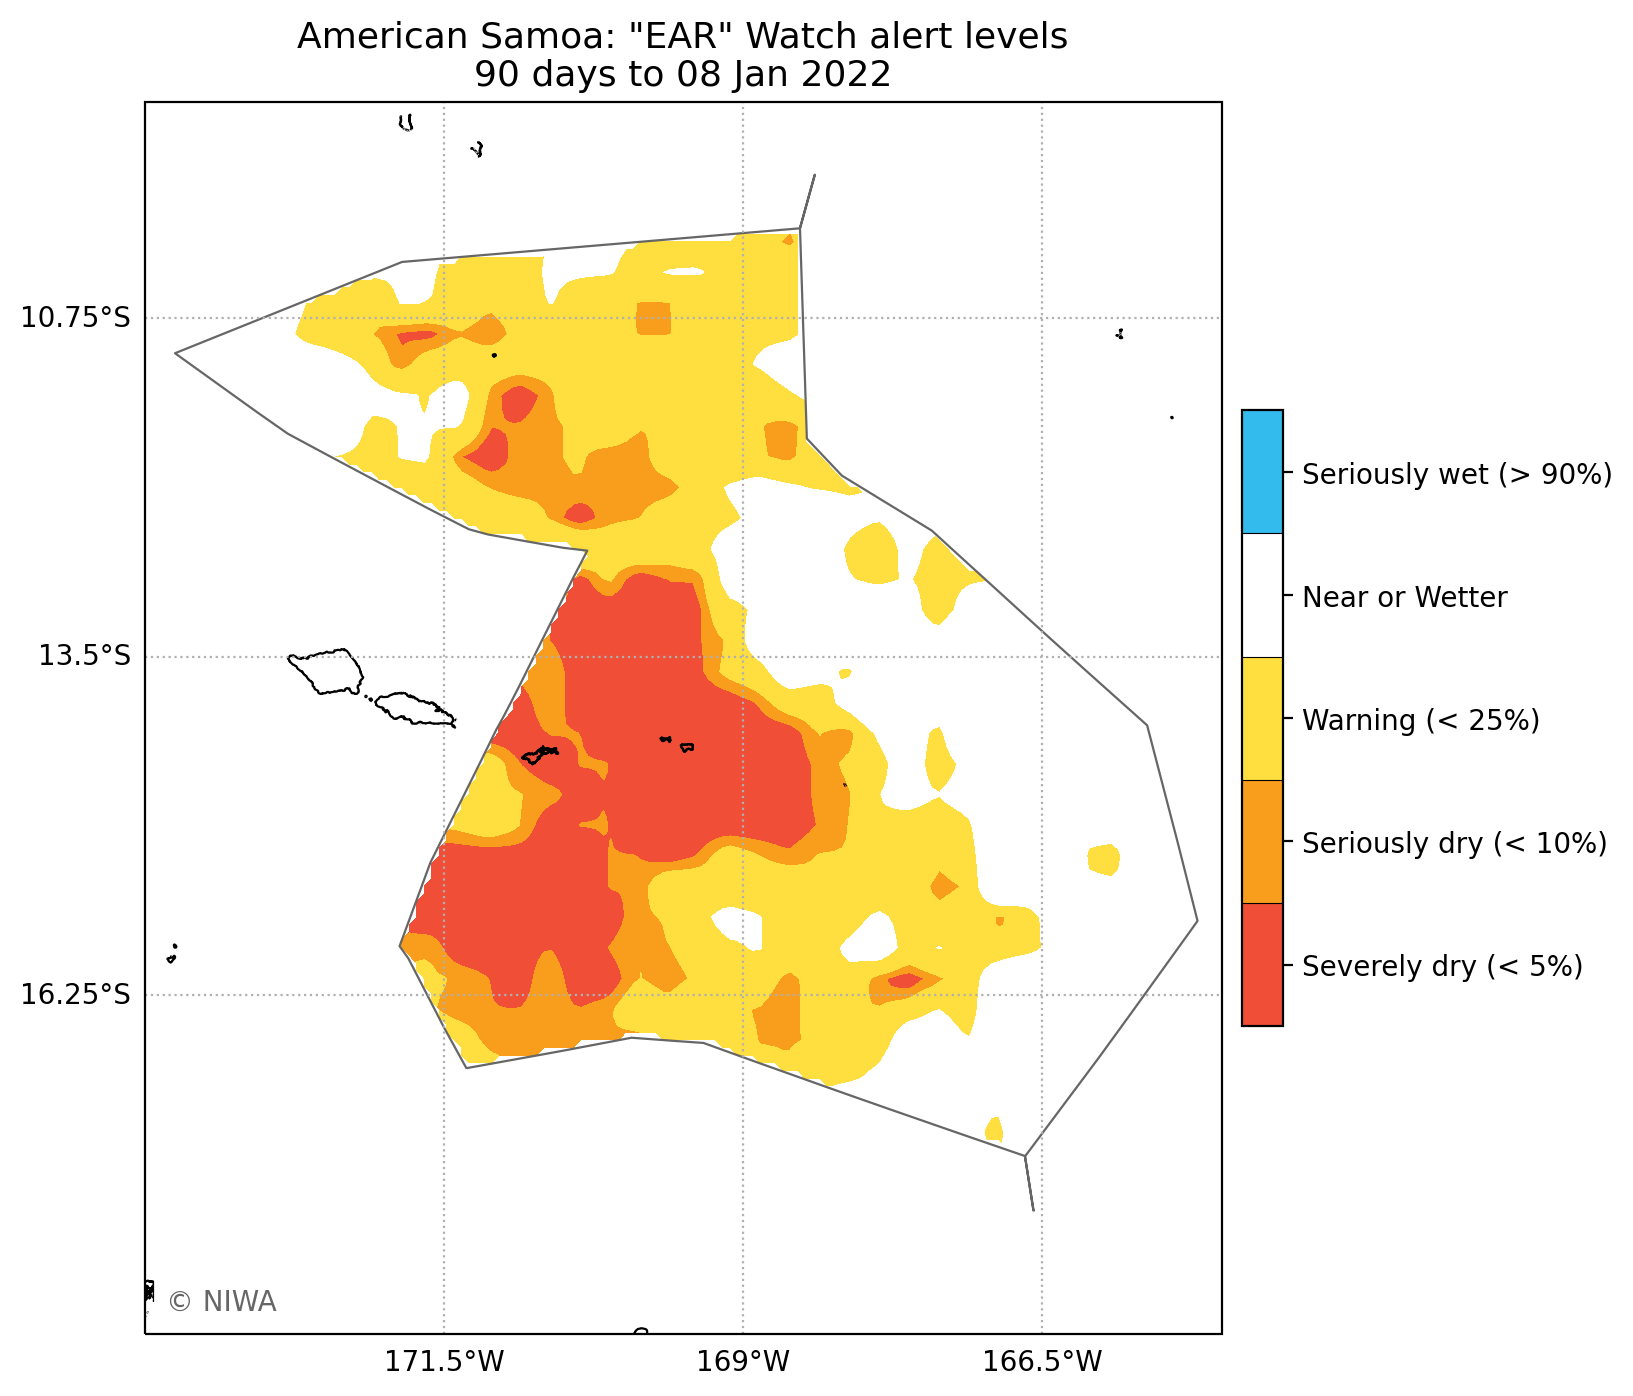 American Samoa: "EAR" Watch alert levels
90 days to 08 Jan 2022
10.75°S
13.5°S
16.25°S
171.5°W
169°W
166.5°W
Seriously wet (> 90%)
Near or Wetter
Warning (< 25%)
Seriously dry (< 10%)
Severely dry (< 5%)
© NIWA